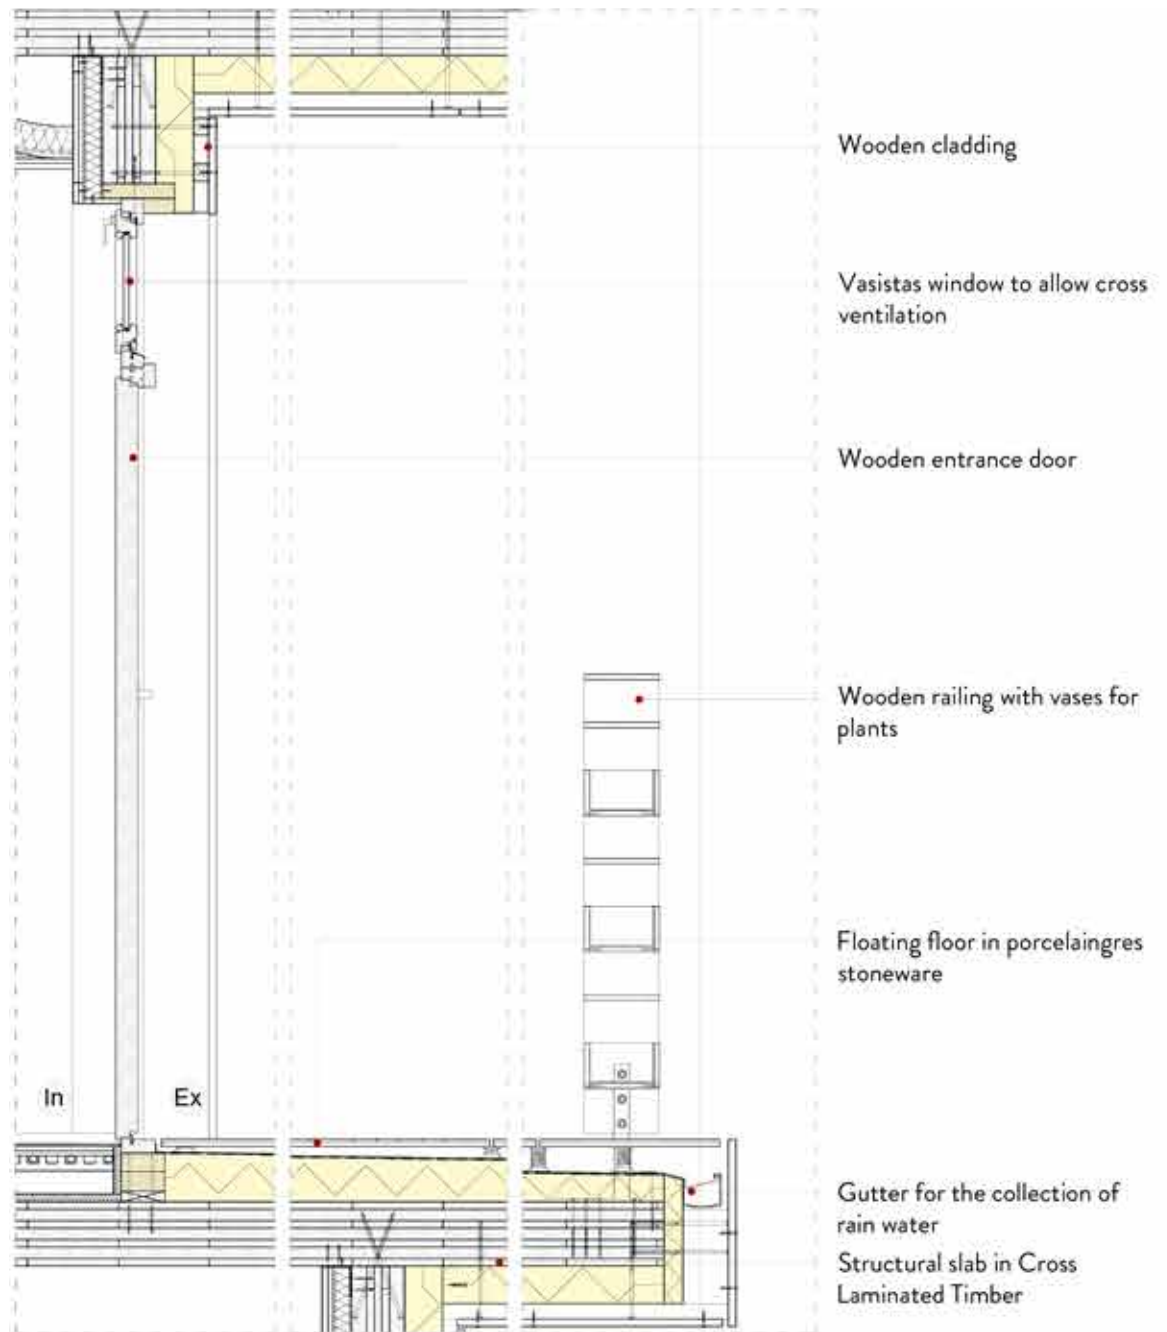 Wooden cladding
Vasistas window to allow cross
ventilation
Wooden entrance door
Wooden railing with vases for
plants
Floating floor in porcelaingres
stoneware
In
Ex
Gutter for the collection of
rain water
Structural slab in Cross
Laminated Timber